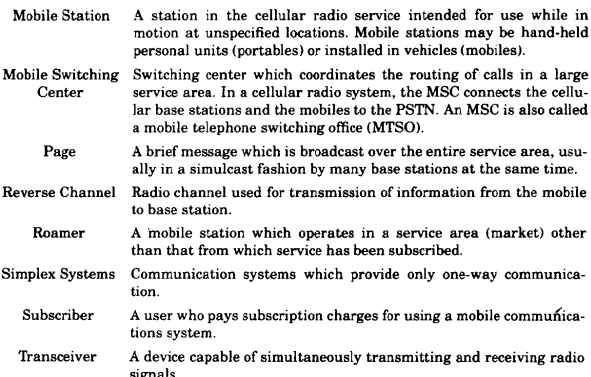 Mobile Station A station in the cellular radio service intended for use while in
motion at unspecified locations. Mobile stations may be hand-held
personal units (portables) or installed in vehicles (mobiles).
Mobile Switching Switching center which coordinates the routing of calls in a large
Center service area. In a cellular radio system, the MSC connects the cellu-
lar base stations and the mobiles to the PSTN. An MSC is also called
a mobile telephone switching office (MTSO).
Page A brief message which is broadcast over the entire service area, usu-
ally in a simulcast fashion by many base stations at the same time.
Reverse Channel Radio channel used for transmission of information from the mobile
to base station.
Roamer A mobile station which operates in a service area (market) other
than that from which service has been subscribed.
Simplex Systems Communication systems which provide only one-way communica-
tion.
Subscriber A user who pays subscription charges for using a mobile communica-
tions system.
Transceiver A device capable of simultaneously transmitting and receiving radio
signals.